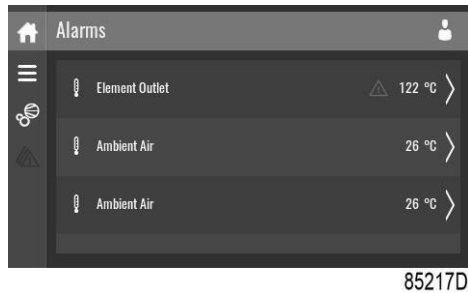 Alarms
Element Outlet 122 °C
Ambient Air 26 °C
Ambient Air 26 °C
85217D